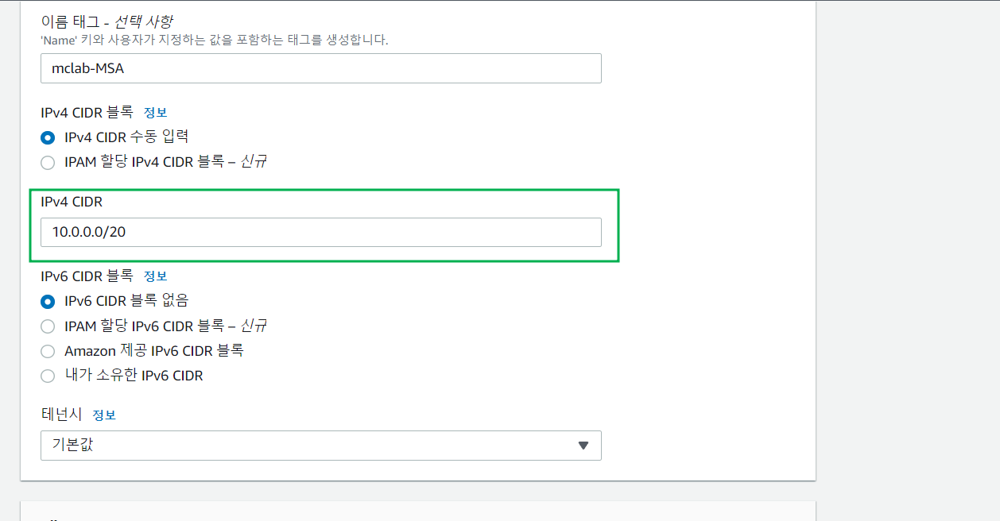 이름 태그 - 선택 사항
'Name' 키와 사용자가 지정하는 값을 포함하는 태그를 생성합니다.
mclab-MSA
IPv4 CIDR 블록 정보
IPv4 CIDR 수동 입력
IPAM 할당 IPv4 CIDR 블록 – 신규
IPv4 CIDR
10.0.0.0/20
IPv6 CIDR 블록 정보
IPv6 CIDR 블록 없음
IPAM 할당 IPv6 CIDR 블록 – 신규
Amazon 제공 IPv6 CIDR 블록
내가 소유한 IPv6 CIDR
테넌시 정보
기본값